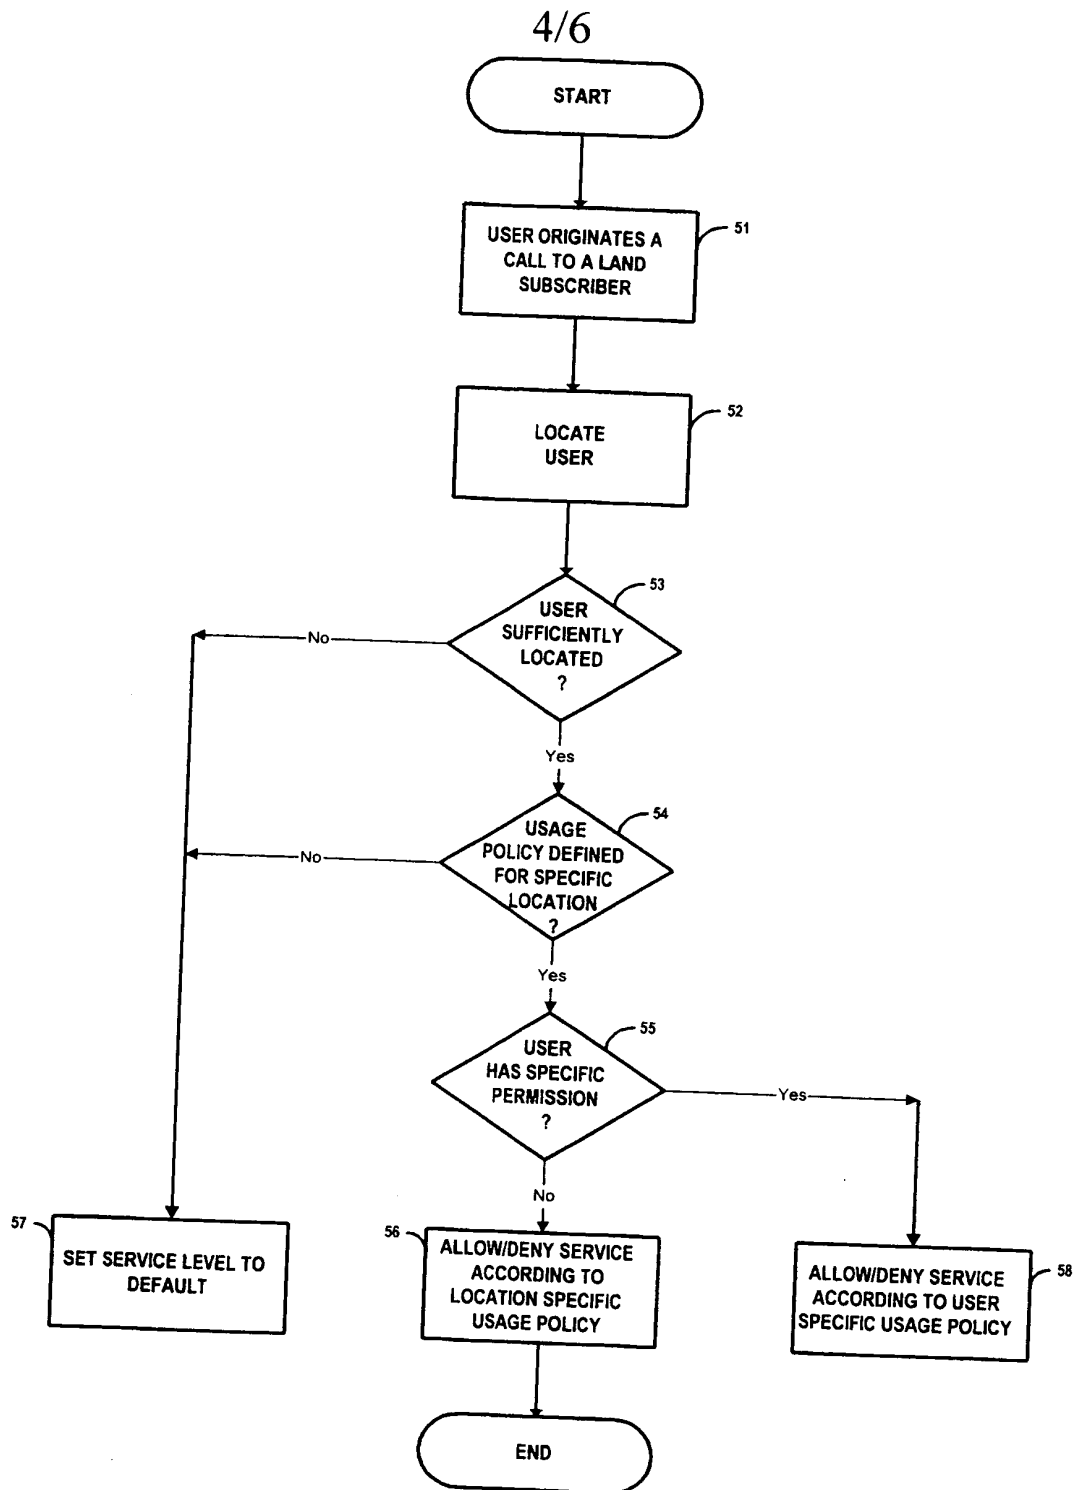 4/6
START
USER ORIGINATES A
CALL TO A LAND
SUBSCRIBER
51
LOCATE
USER
52
USER
SUFFICIENTLY
LOCATED
?
53
No
Yes
USAGE
POLICY DEFINED
FOR SPECIFIC
LOCATION
?
54
No
Yes
USER
HAS SPECIFIC
PERMISSION
?
55
Yes
No
57
SET SERVICE LEVEL TO
DEFAULT
56
ALLOW/DENY SERVICE
ACCORDING TO
LOCATION SPECIFIC
USAGE POLICY
ALLOW/DENY SERVICE
ACCORDING TO USER
SPECIFIC USAGE POLICY
58
END